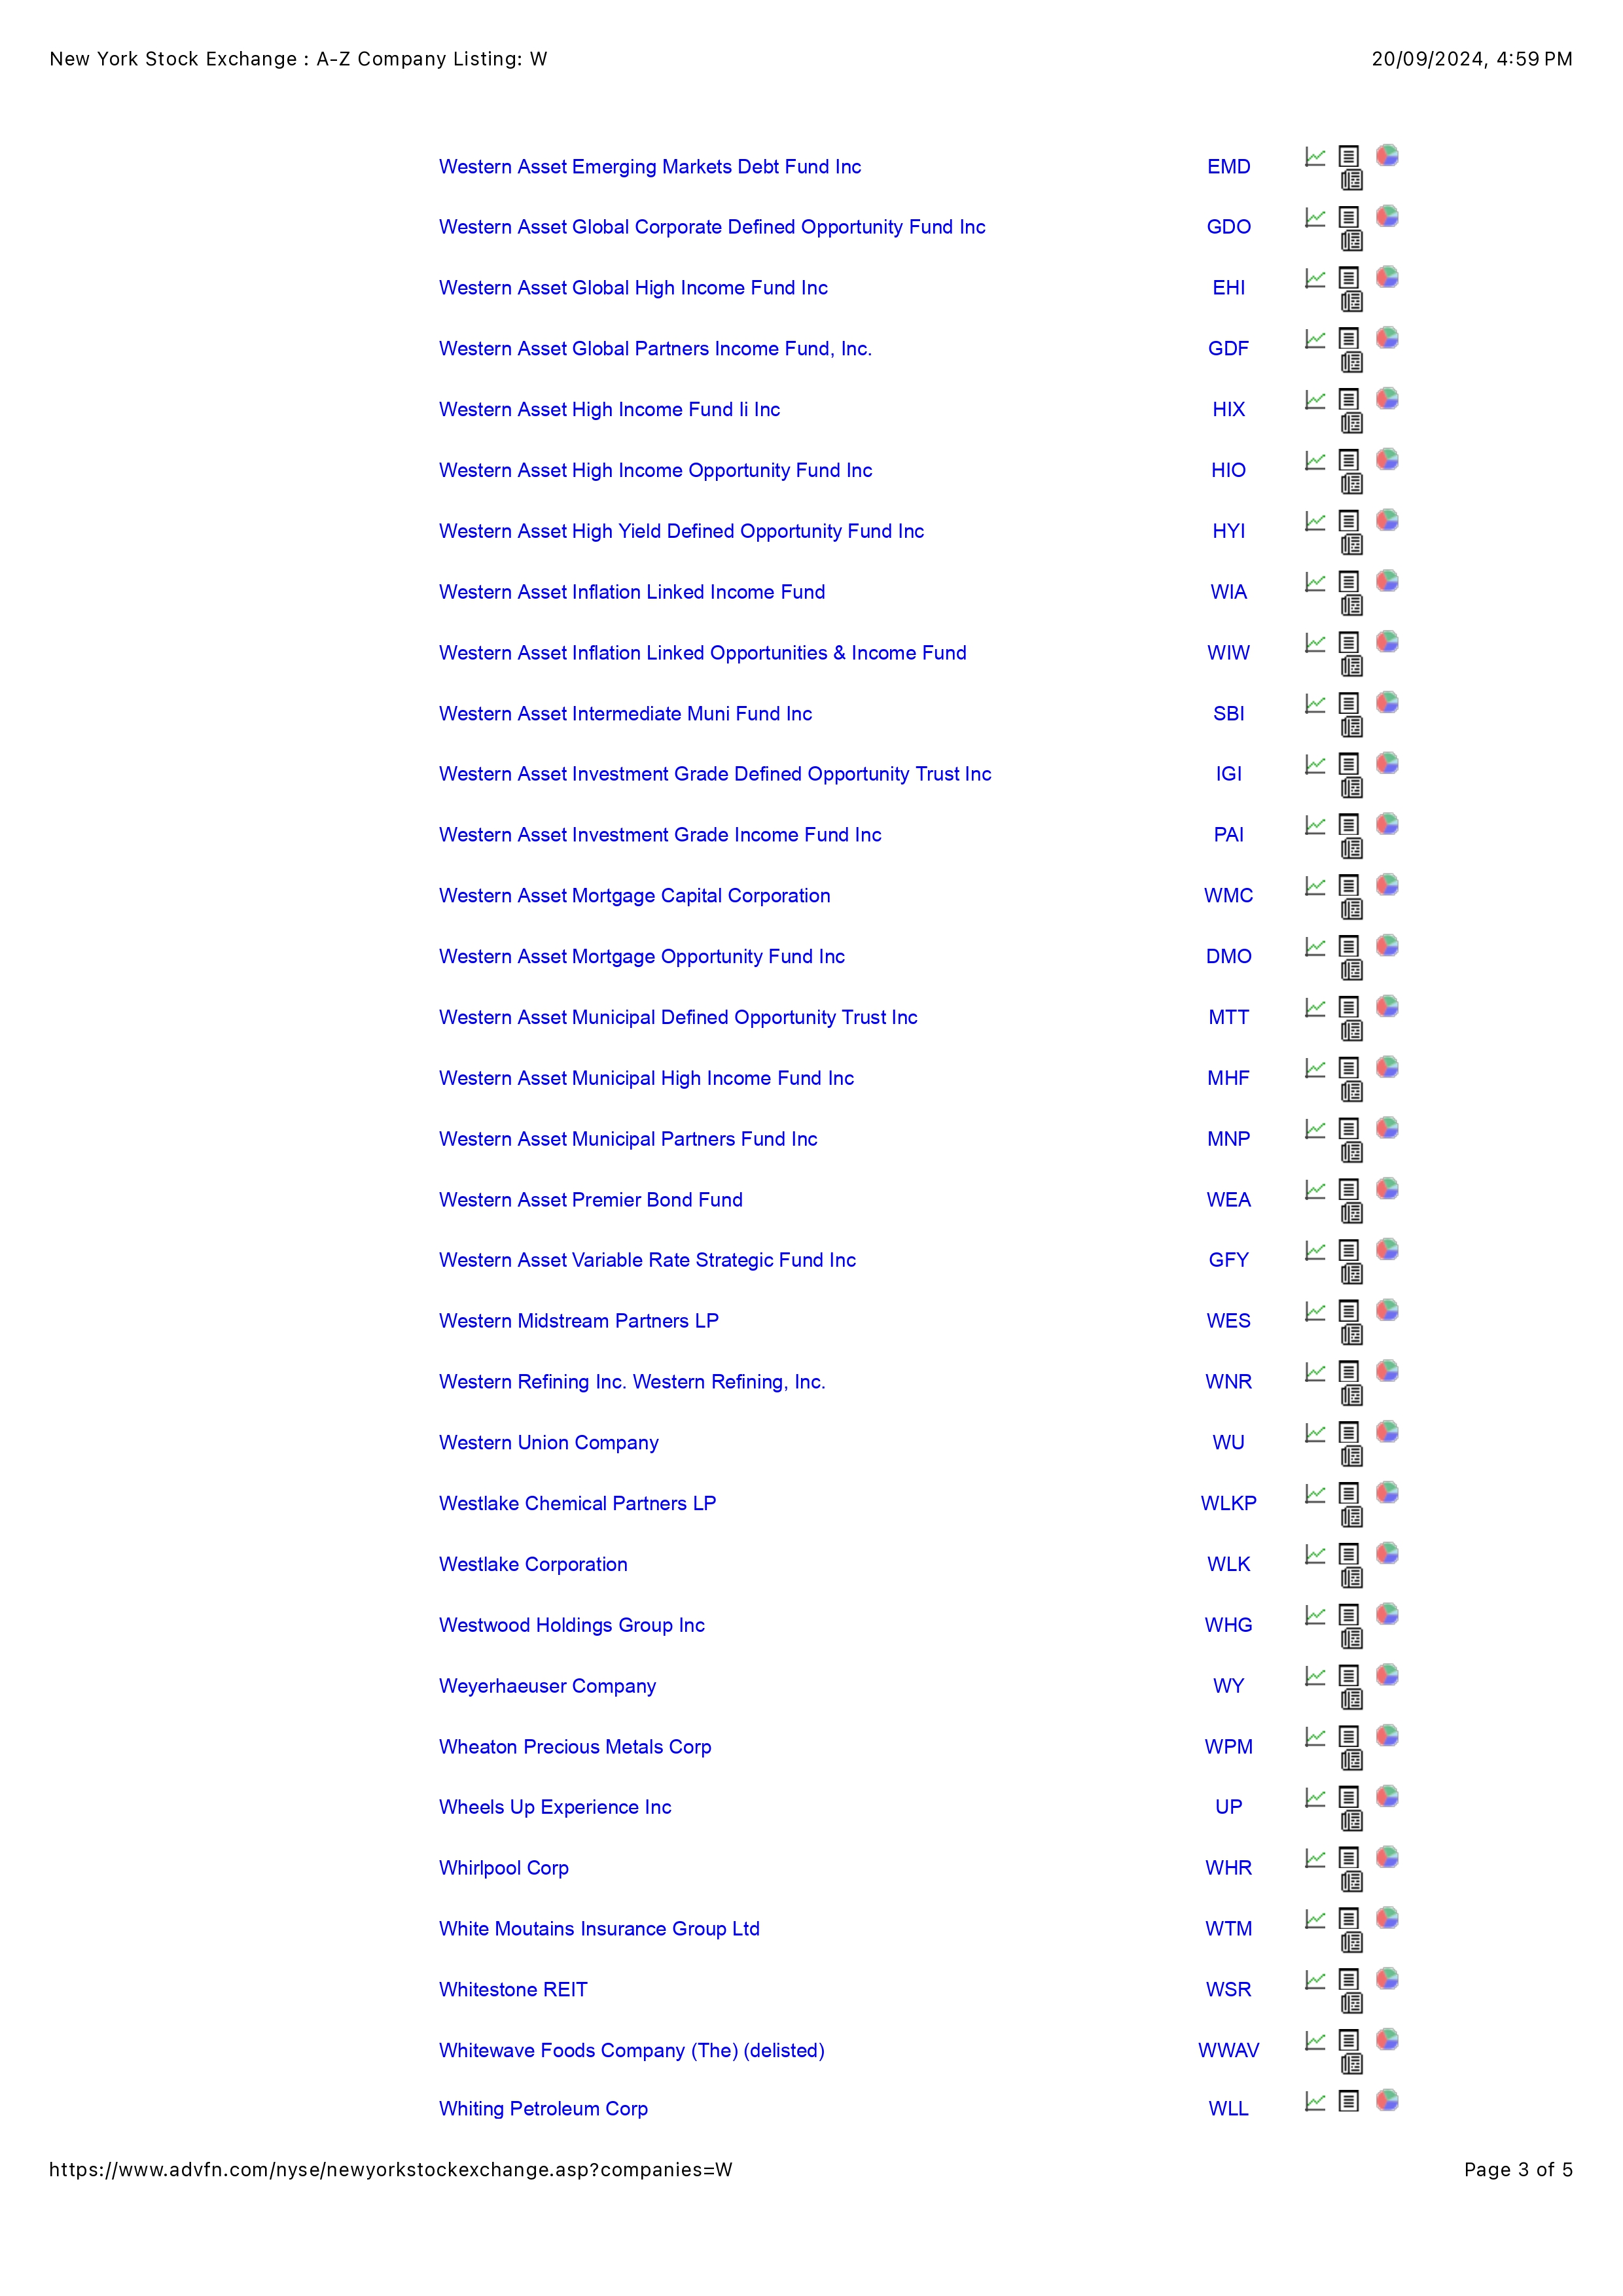 New York Stock Exchange : A-Z Company Listing: W 20/09/2024, 4:59 PM
Western Asset Emerging Markets Debt Fund Inc EMD
Western Asset Global Corporate Defined Opportunity Fund Inc GDO
Western Asset Global High Income Fund Inc EHI
Western Asset Global Partners Income Fund, Inc. GDF
Western Asset High Income Fund Ii Inc HIX
Western Asset High Income Opportunity Fund Inc HIO
Western Asset High Yield Defined Opportunity Fund Inc HYI
Western Asset Inflation Linked Income Fund WIA
Western Asset Inflation Linked Opportunities & Income Fund WIW
Western Asset Intermediate Muni Fund Inc SBI
Western Asset Investment Grade Defined Opportunity Trust Inc IGI
Western Asset Investment Grade Income Fund Inc PAI
Western Asset Mortgage Capital Corporation WMC
Western Asset Mortgage Opportunity Fund Inc DMO
Western Asset Municipal Defined Opportunity Trust Inc MTT
Western Asset Municipal High Income Fund Inc MHF
Western Asset Municipal Partners Fund Inc MNP
Western Asset Premier Bond Fund WEA
Western Asset Variable Rate Strategic Fund Inc GFY
Western Midstream Partners LP WES
Western Refining Inc. Western Refining, Inc. WNR
Western Union Company WU
Westlake Chemical Partners LP WLKP
Westlake Corporation WLK
Westwood Holdings Group Inc WHG
Weyerhaeuser Company WY
Wheaton Precious Metals Corp WPM
Wheels Up Experience Inc UP
Whirlpool Corp WHR
White Moutains Insurance Group Ltd WTM
Whitestone REIT WSR
Whitewave Foods Company (The) (delisted) WWAV
Whiting Petroleum Corp WLL
https://www.advfn.com/nyse/newyorkstockexchange.asp?companies=W Page 3 of 5